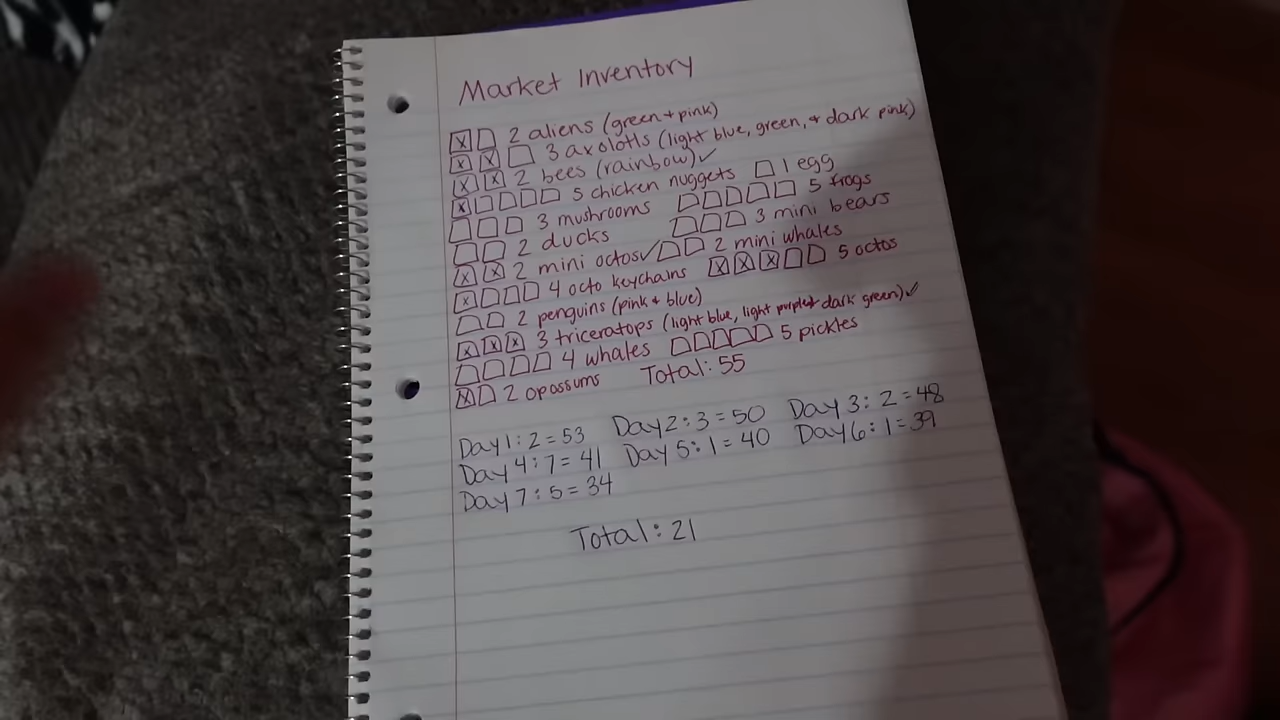 Market Inventory
☒☐ 2 aliens (green + pink)
☒☒☐ 3 axolotls (light blue, green, + dark pink)
☒☒ 2 bees (rainbow) ✓
☒☐☐☐☐ 5 chicken nuggets ☐ 1 egg
☐☐☐ 3 mushrooms ☐☐☐☐☐ 5 frogs
☐☐ 2 ducks ☐☐☐ 3 mini bears
☒☒ 2 mini octos ✓ ☐☐ 2 mini whales
☒☐☐☐ 4 octo keychains ☒☒☒☐☐ 5 octos
☐☐ 2 penguins (pink + blue)
☒☒☒ 3 triceratops (light blue, light purple + dark green) ✓
☐☐☐☐ 4 whales ☐☐☐☐☐ 5 pickles
☒☐ 2 opossums Total: 55
Day 1: 2 = 53 Day 2: 3 = 50 Day 3: 2 = 48
Day 4: 7 = 41 Day 5: 1 = 40 Day 6: 1 = 39
Day 7: 5 = 34
Total: 21